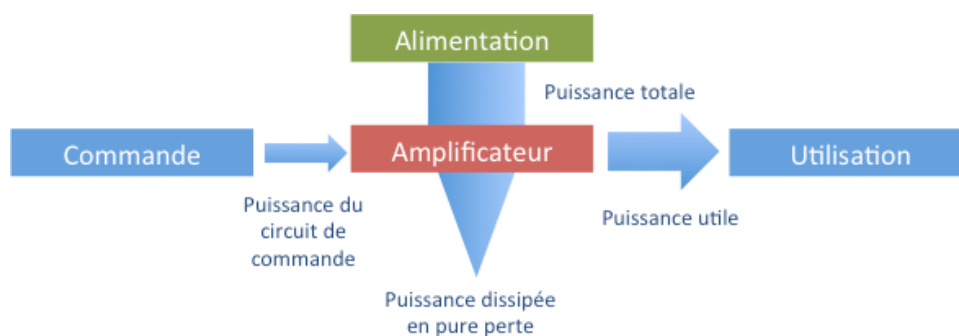 Alimentation
Puissance totale
Commande
Amplificateur
Utilisation
Puissance du
circuit de
commande
Puissance utile
Puissance dissipée
en pure perte